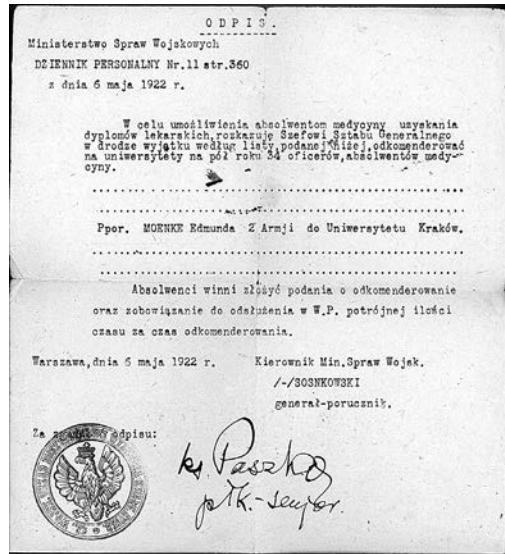 O D P I S .
Ministerstwo Spraw Wojskowych
DZIENNIK PERSONALNY Nr.11 str.360
z dnia 6 maja 1922 r.
W celu umożliwienia absolwentom medycyny uzyskania
dyplomów lekarskich, rozkazuję Szefowi Sztabu Generalnego
w drodze wyjątku według listy podanej niżej, odkomenderować
na uniwersytety na pół roku 34 oficerów, absolwentów medy-
cyny.
Ppor. MOENKE Edmunda Z Armji do Uniwersytetu Kraków.
Absolwenci winni złożyć podania o odkomenderowanie
oraz zobowiązanie do odsłużenia w W.P. potrójnej ilości
czasu za czas odkomenderowania.
Warszawa, dnia 6 maja 1922 r.
Kierownik Min. Spraw Wojsk.
/-/SOSNKOWSKI
generał-porucznik.
Za zgodność odpisu:
ks. Paszko
płk.-senjor.